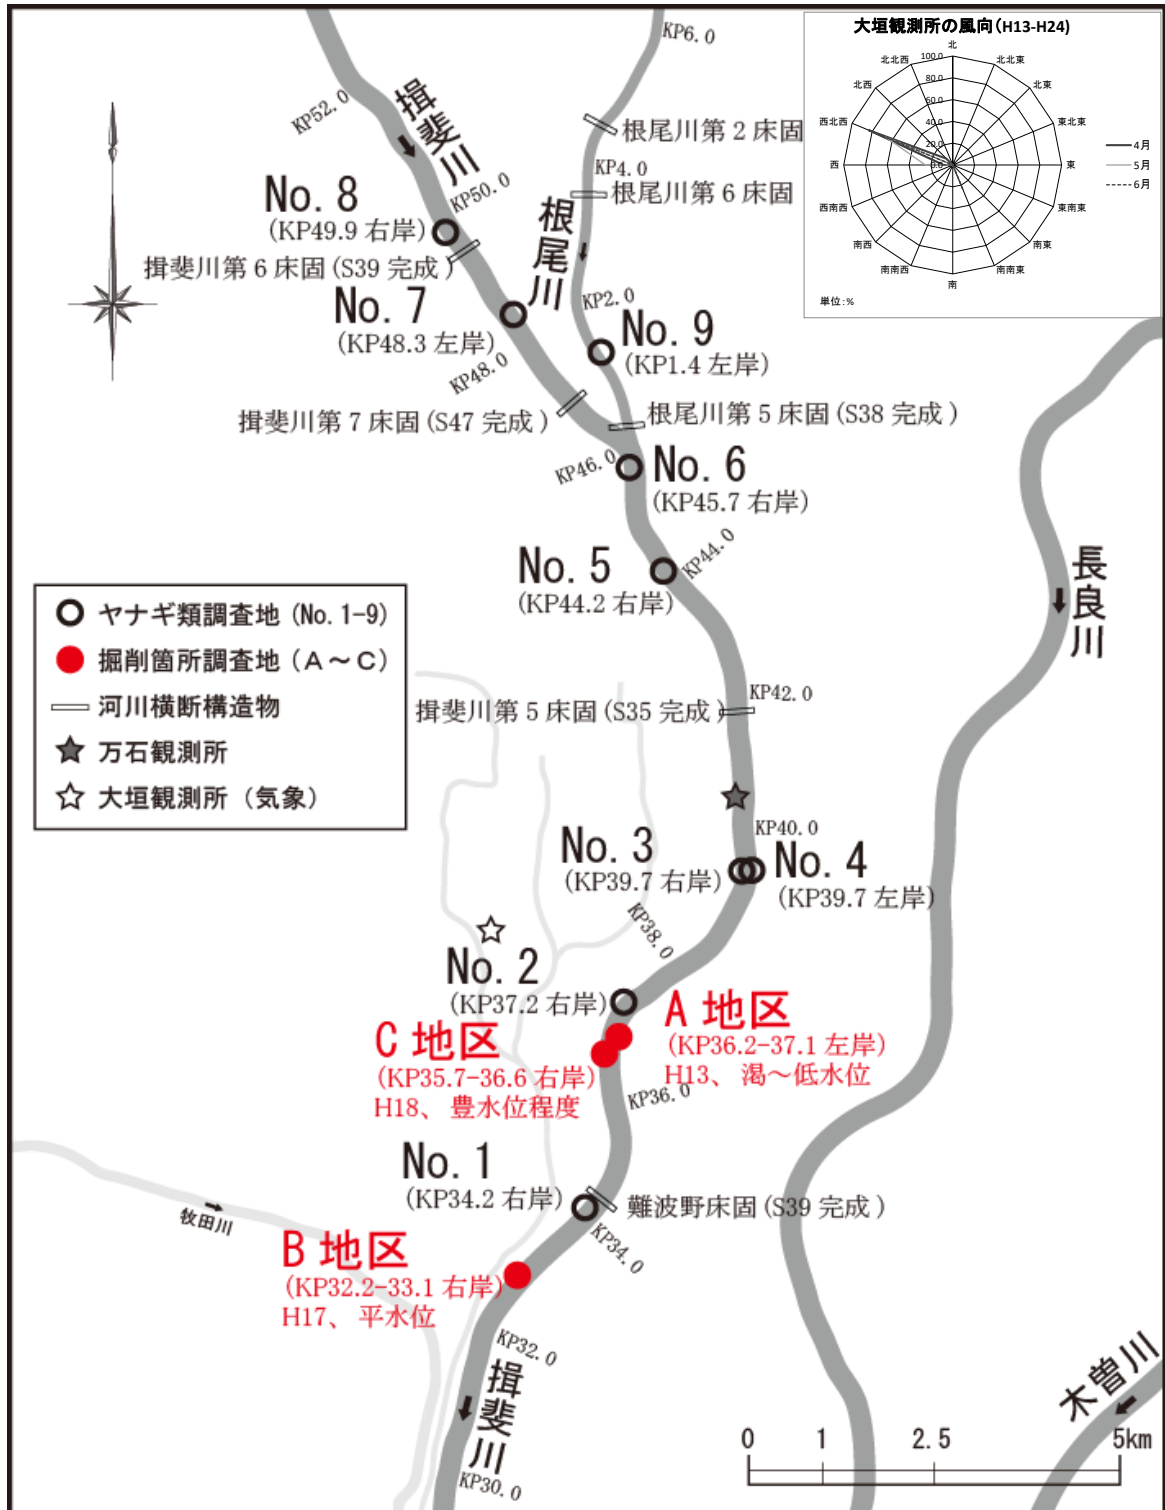 大垣観測所の風向(H13-H24)
北
北北東
北東
東北東
東
東南東
南東
南南東
南
南南西
南西
西南西
西
西北西
北西
北北西
100.0
80.0
60.0
40.0
20.0
0.0
4月
5月
6月
単位:%
KP6.0
KP52.0
揖斐川
根尾川第 2 床固
KP4.0
根尾川第 6 床固
KP50.0
No. 8
(KP49.9 右岸)
根尾川
揖斐川第 6 床固 (S39 完成)
No. 7
(KP48.3 左岸)
KP2.0
No. 9
(KP1.4 左岸)
KP48.0
揖斐川第 7 床固 (S47 完成)
根尾川第 5 床固 (S38 完成)
KP46.0
No. 6
(KP45.7 右岸)
KP44.0
No. 5
(KP44.2 右岸)
長良川
ヤナギ類調査地 (No. 1-9)
掘削箇所調査地 (A~C)
河川横断構造物
万石観測所
大垣観測所 (気象)
KP42.0
揖斐川第 5 床固 (S35 完成)
KP40.0
No. 3
(KP39.7 右岸)
No. 4
(KP39.7 左岸)
KP38.0
No. 2
(KP37.2 右岸)
A 地区
(KP36.2-37.1 左岸)
H13、 渇~低水位
C 地区
(KP35.7-36.6 右岸)
H18、 豊水位程度
KP36.0
No. 1
(KP34.2 右岸)
難波野床固 (S39 完成)
牧田川
KP34.0
B 地区
(KP32.2-33.1 右岸)
H17、 平水位
KP32.0
揖斐川
KP30.0
木曽川
0 1 2.5 5km